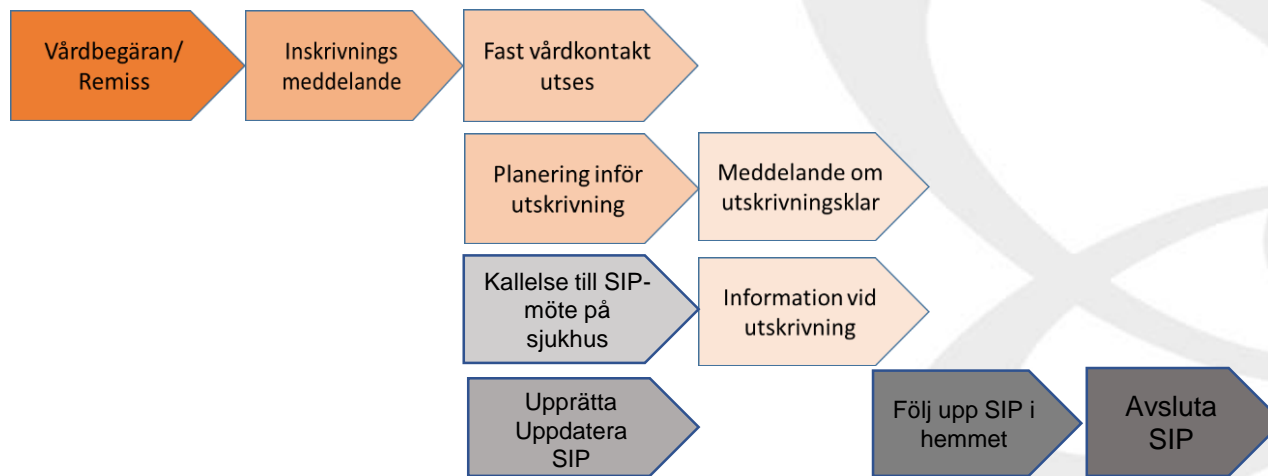 Vårdbegäran/
Remiss
Inskrivnings
meddelande
Fast vårdkontakt
utses
Planering inför
utskrivning
Meddelande om
utskrivningsklar
Kallelse till SIP-
möte på
sjukhus
Information vid
utskrivning
Upprätta
Uppdatera
SIP
Följ upp SIP i
hemmet
Avsluta
SIP